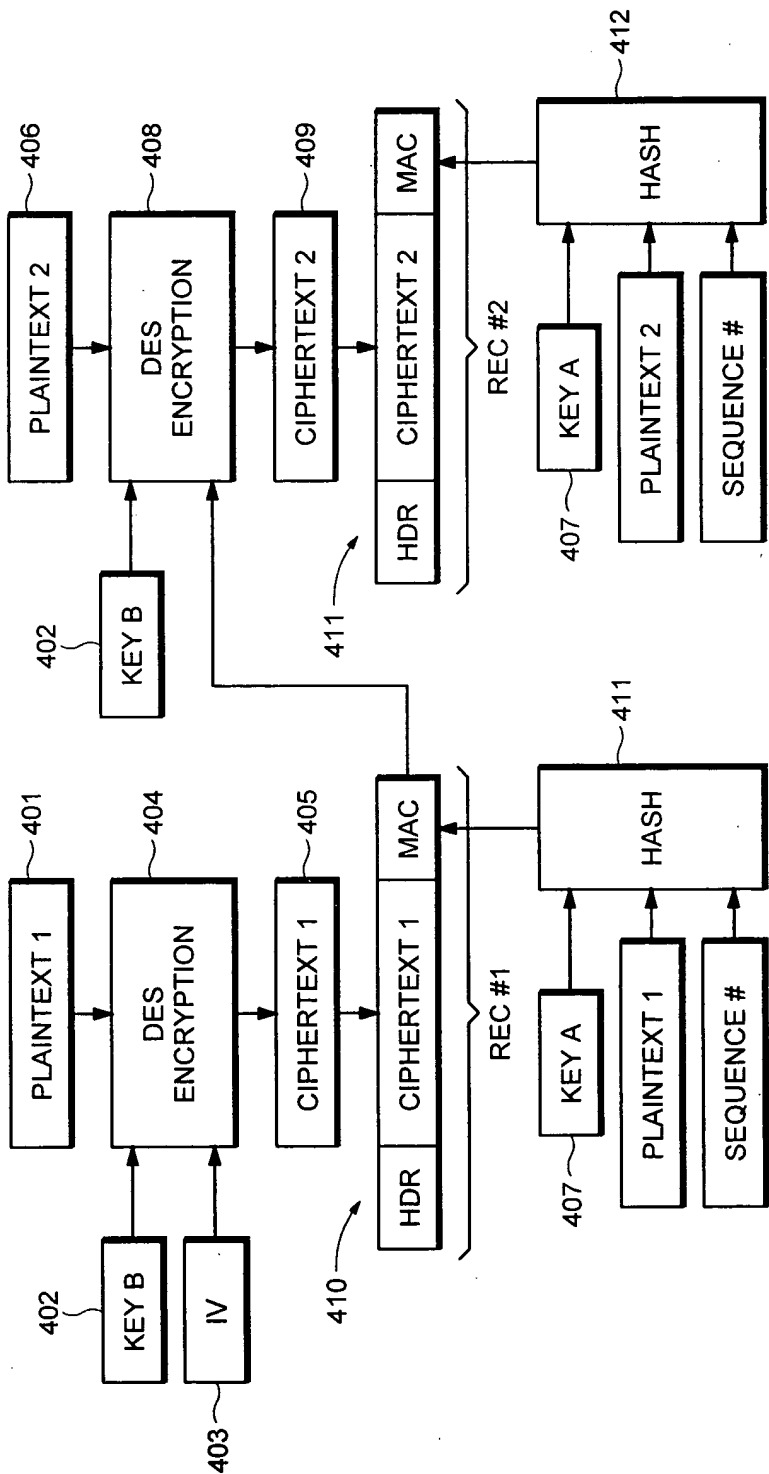 401
PLAINTEXT 1
402
KEY B
404
DES
ENCRYPTION
IV
403
405
CIPHERTEXT 1
410
HDR
CIPHERTEXT 1
MAC
REC #1
407
KEY A
PLAINTEXT 1
SEQUENCE #
HASH
411
406
PLAINTEXT 2
402
KEY B
408
DES
ENCRYPTION
409
CIPHERTEXT 2
411
HDR
CIPHERTEXT 2
MAC
REC #2
407
KEY A
PLAINTEXT 2
SEQUENCE #
HASH
412